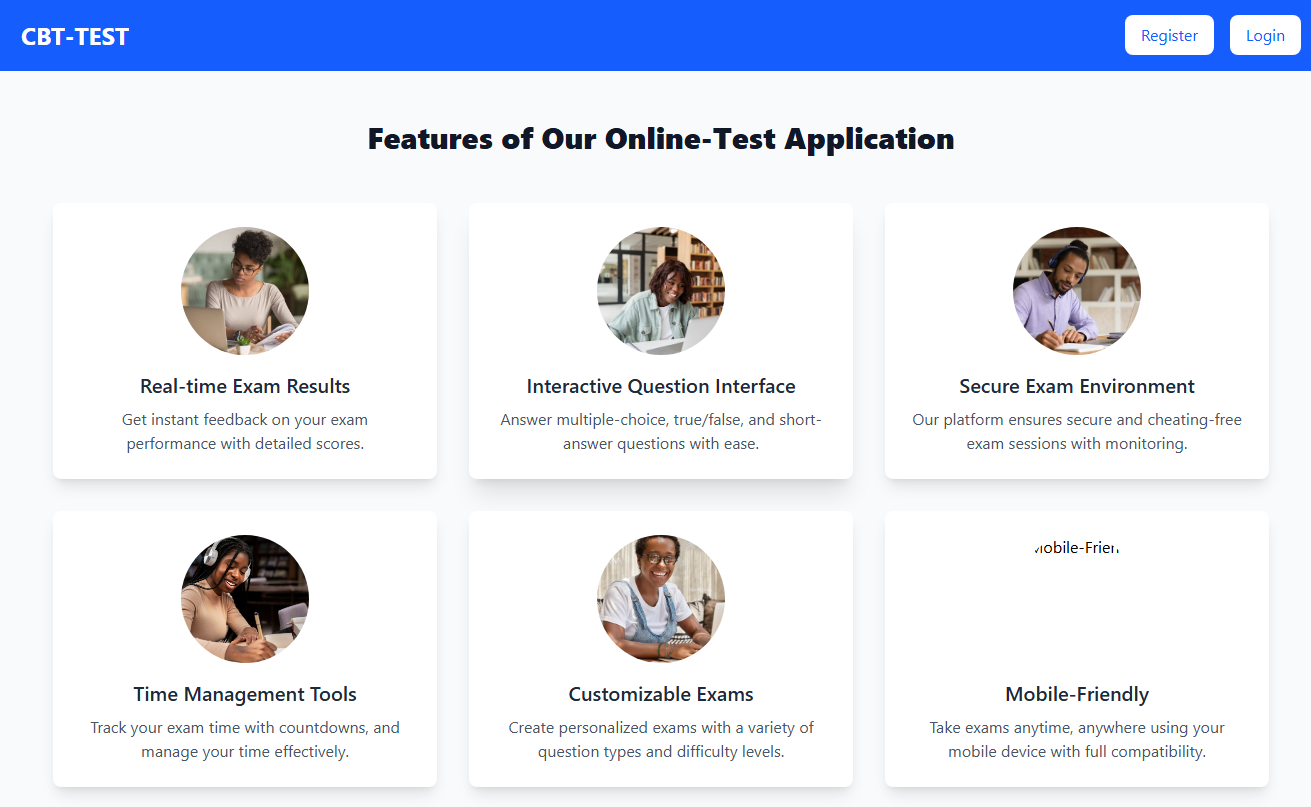 CBT-TEST
Register
Login
Features of Our Online-Test Application
Real-time Exam Results
Get instant feedback on your exam
performance with detailed scores.
Interactive Question Interface
Answer multiple-choice, true/false, and short-
answer questions with ease.
Secure Exam Environment
Our platform ensures secure and cheating-free
exam sessions with monitoring.
Time Management Tools
Track your exam time with countdowns, and
manage your time effectively.
Customizable Exams
Create personalized exams with a variety of
question types and difficulty levels.
Mobile-Friendly
Take exams anytime, anywhere using your
mobile device with full compatibility.